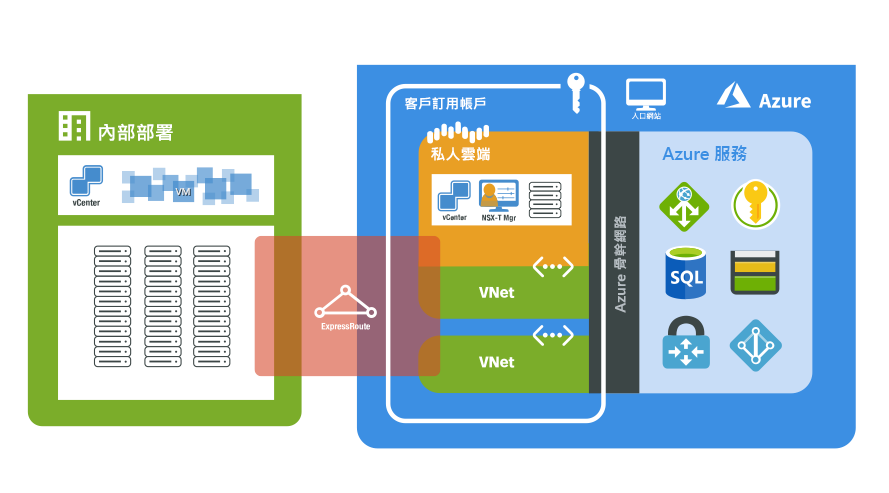 內部部署
vCenter
VM
ExpressRoute
客戶訂用帳戶
入口網站
Azure
私人雲端
vCenter
NSX-T Mgr
VNet
VNet
Azure 骨幹網路
Azure 服務
SQL